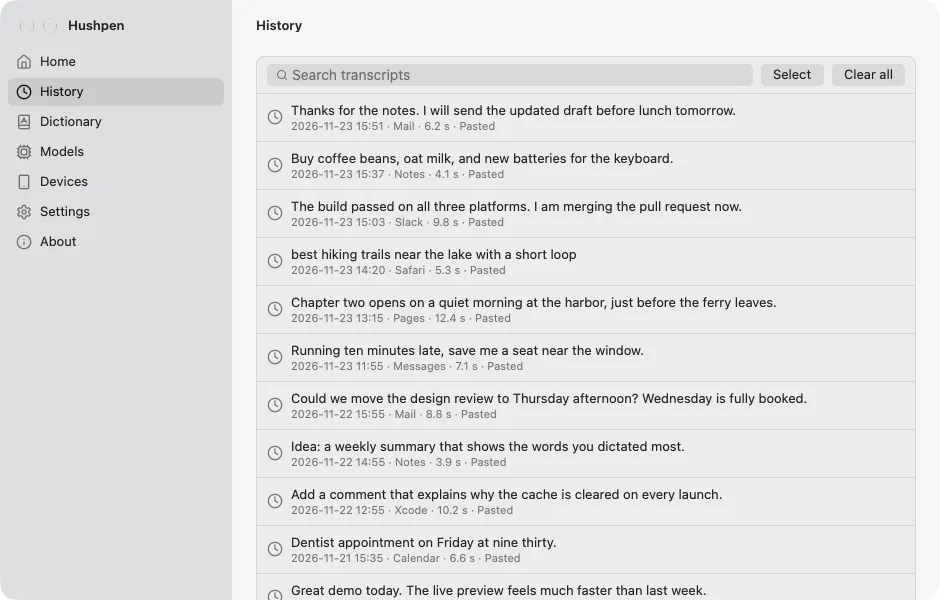 Hushpen
Home
History
Dictionary
Models
Devices
Settings
About
History
Search transcripts
Select
Clear all
Thanks for the notes. I will send the updated draft before lunch tomorrow.
2026-11-23 15:51 · Mail · 6.2 s · Pasted
Buy coffee beans, oat milk, and new batteries for the keyboard.
2026-11-23 15:37 · Notes · 4.1 s · Pasted
The build passed on all three platforms. I am merging the pull request now.
2026-11-23 15:03 · Slack · 9.8 s · Pasted
best hiking trails near the lake with a short loop
2026-11-23 14:20 · Safari · 5.3 s · Pasted
Chapter two opens on a quiet morning at the harbor, just before the ferry leaves.
2026-11-23 13:15 · Pages · 12.4 s · Pasted
Running ten minutes late, save me a seat near the window.
2026-11-23 11:55 · Messages · 7.1 s · Pasted
Could we move the design review to Thursday afternoon? Wednesday is fully booked.
2026-11-22 15:55 · Mail · 8.8 s · Pasted
Idea: a weekly summary that shows the words you dictated most.
2026-11-22 14:55 · Notes · 3.9 s · Pasted
Add a comment that explains why the cache is cleared on every launch.
2026-11-22 12:55 · Xcode · 10.2 s · Pasted
Dentist appointment on Friday at nine thirty.
2026-11-21 15:35 · Calendar · 6.6 s · Pasted
Great demo today. The live preview feels much faster than last week.